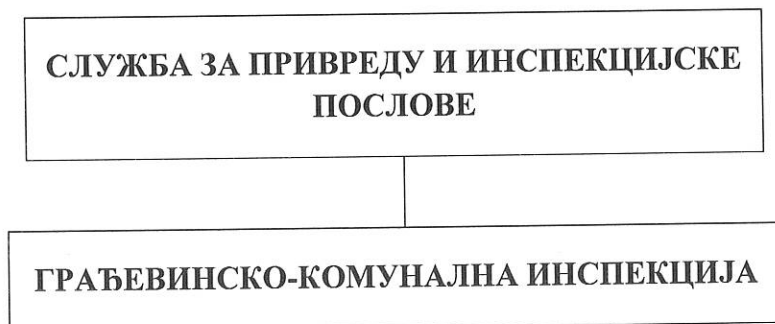 СЛУЖБА ЗА ПРИВРЕДУ И ИНСПЕКЦИЈСКЕ
ПОСЛОВЕ
ГРАЂЕВИНСКО-КОМУНАЛНА ИНСПЕКЦИЈА